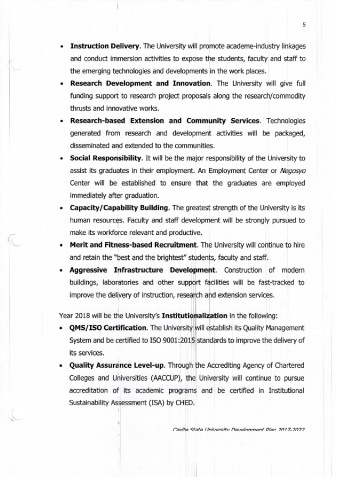 5
• Instruction Delivery. The University will promote academe-industry linkages
and conduct immersion activities to expose the students, faculty and staff to
the emerging technologies and developments in the work places.
• Research Development and Innovation. The University will give full
funding support to research project proposals along the research/commodity
thrusts and innovative works.
• Research-based Extension and Community Services. Technologies
generated from research and development activities will be packaged,
disseminated and extended to the communities.
• Social Responsibility. It will be the major responsibility of the University to
assist its graduates in their employment. An Employment Center or Negosyo
Center will be established to ensure that the graduates are employed
immediately after graduation.
• Capacity/Capability Building. The greatest strength of the University is its
human resources. Faculty and staff development will be strongly pursued to
make its workforce relevant and productive.
• Merit and Fitness-based Recruitment. The University will continue to hire
and retain the "best and the brightest" students, faculty and staff.
• Aggressive Infrastructure Development. Construction of modern
buildings, laboratories and other support facilities will be fast-tracked to
improve the delivery of instruction, research and extension services.
Year 2018 will be the University's Institutionalization in the following:
• QMS/ISO Certification. The University will establish its Quality Management
System and be certified to ISO 9001:2015 standards to improve the delivery of
its services.
• Quality Assurance Level-up. Through the Accrediting Agency of Chartered
Colleges and Universities (AACCUP), the University will continue to pursue
accreditation of its academic programs and be certified in Institutional
Sustainability Assessment (ISA) by CHED.
State University Development Plan 2017-2022